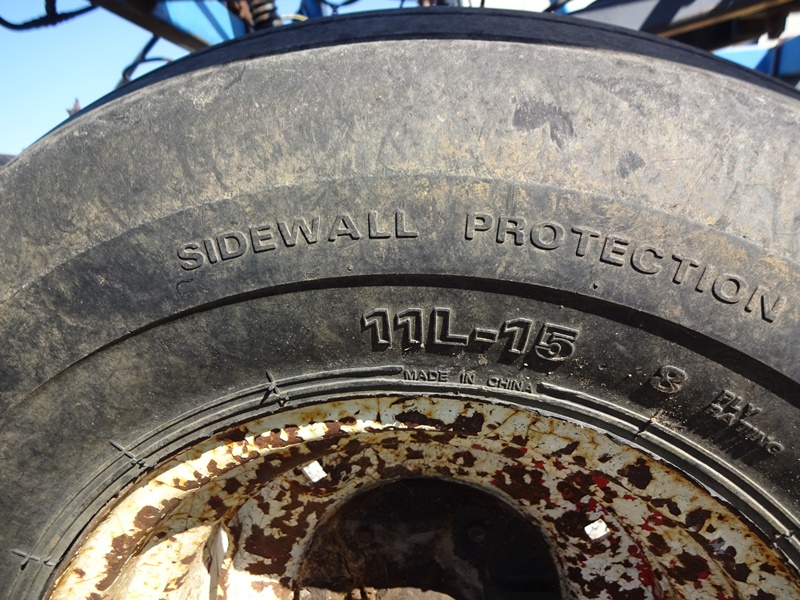 SIDEWALL PROTECTION
11L-15
8 PLY
RATING
MADE IN CHINA